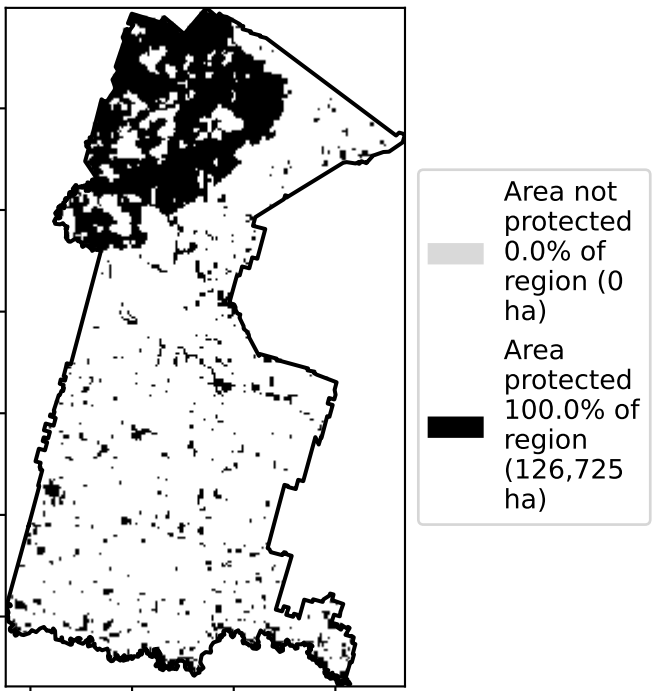 Area not
protected
0.0% of
region (0
ha)
Area
protected
100.0% of
region
(126,725
ha)